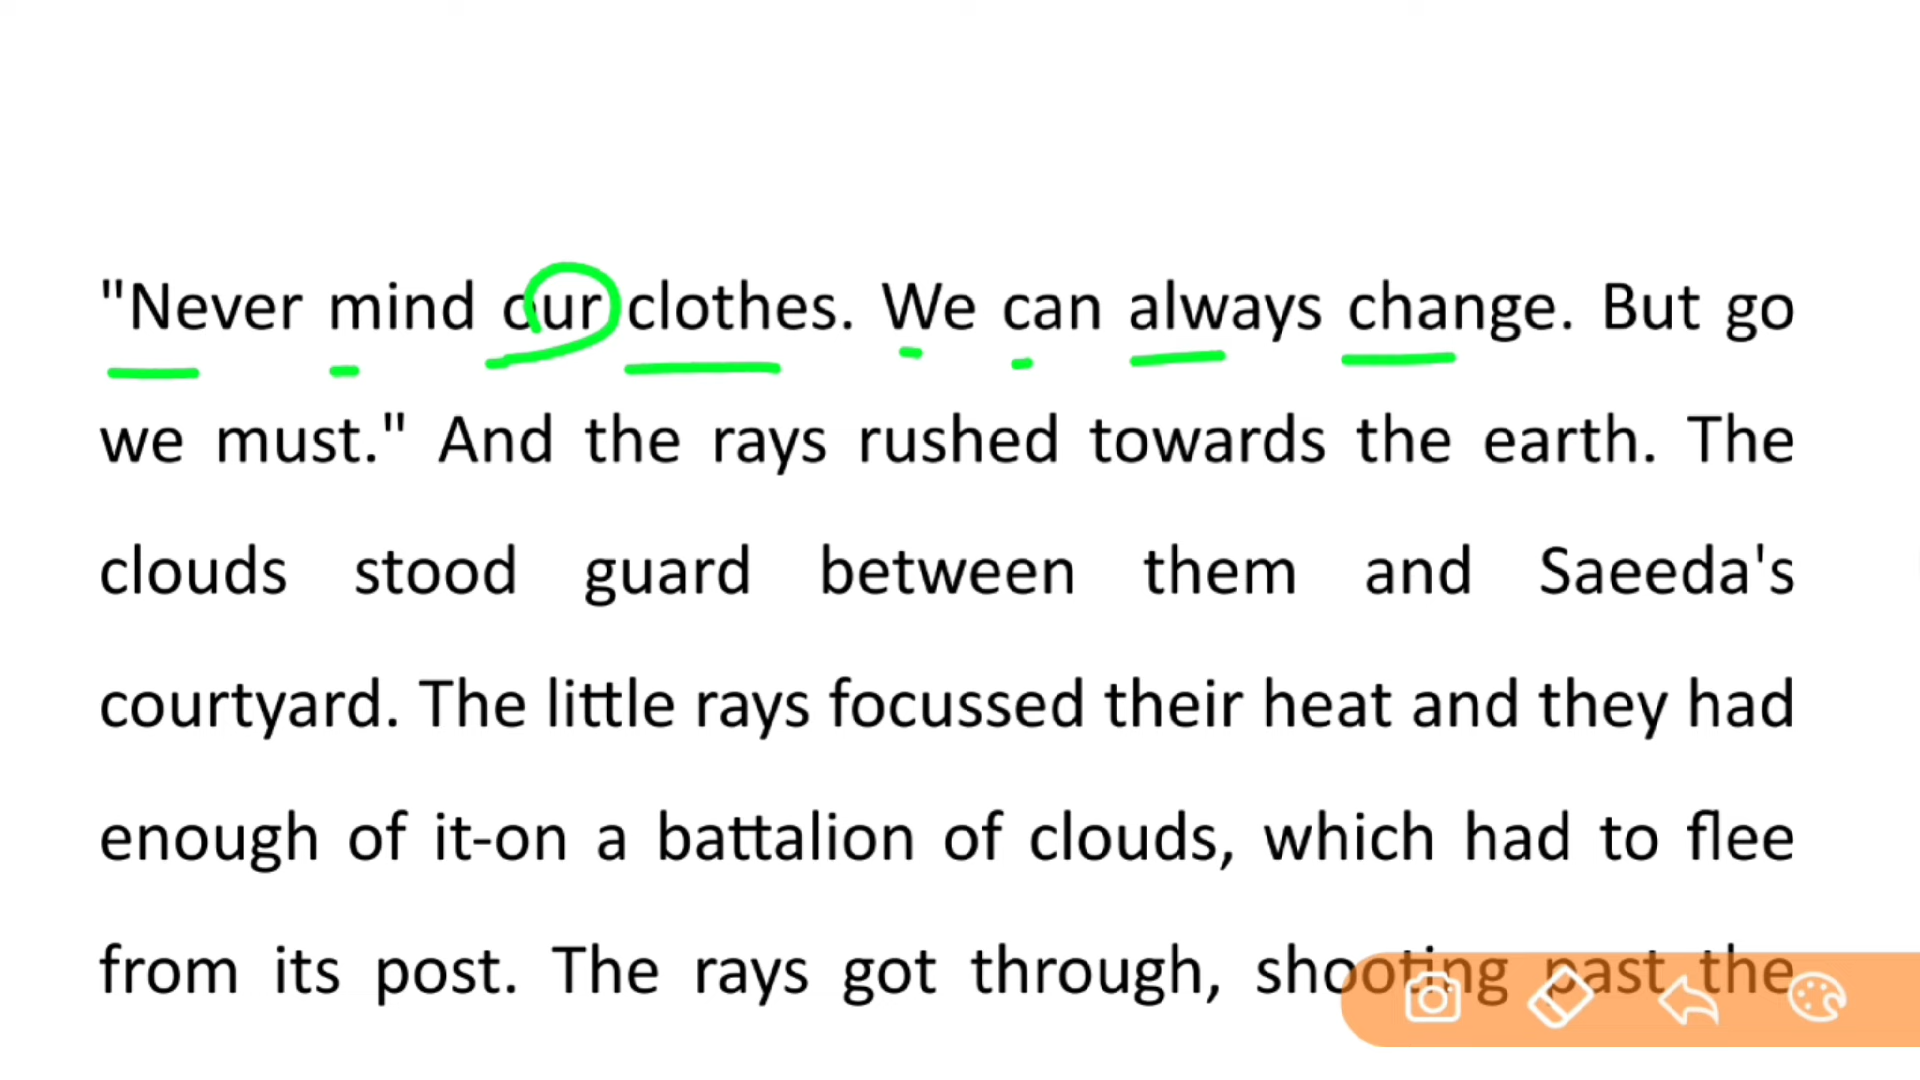 "Never mind our clothes. We can always change. But go
we must." And the rays rushed towards the earth. The
clouds stood guard between them and Saeeda's
courtyard. The little rays focussed their heat and they had
enough of it-on a battalion of clouds, which had to flee
from its post. The rays got through, shooting past the